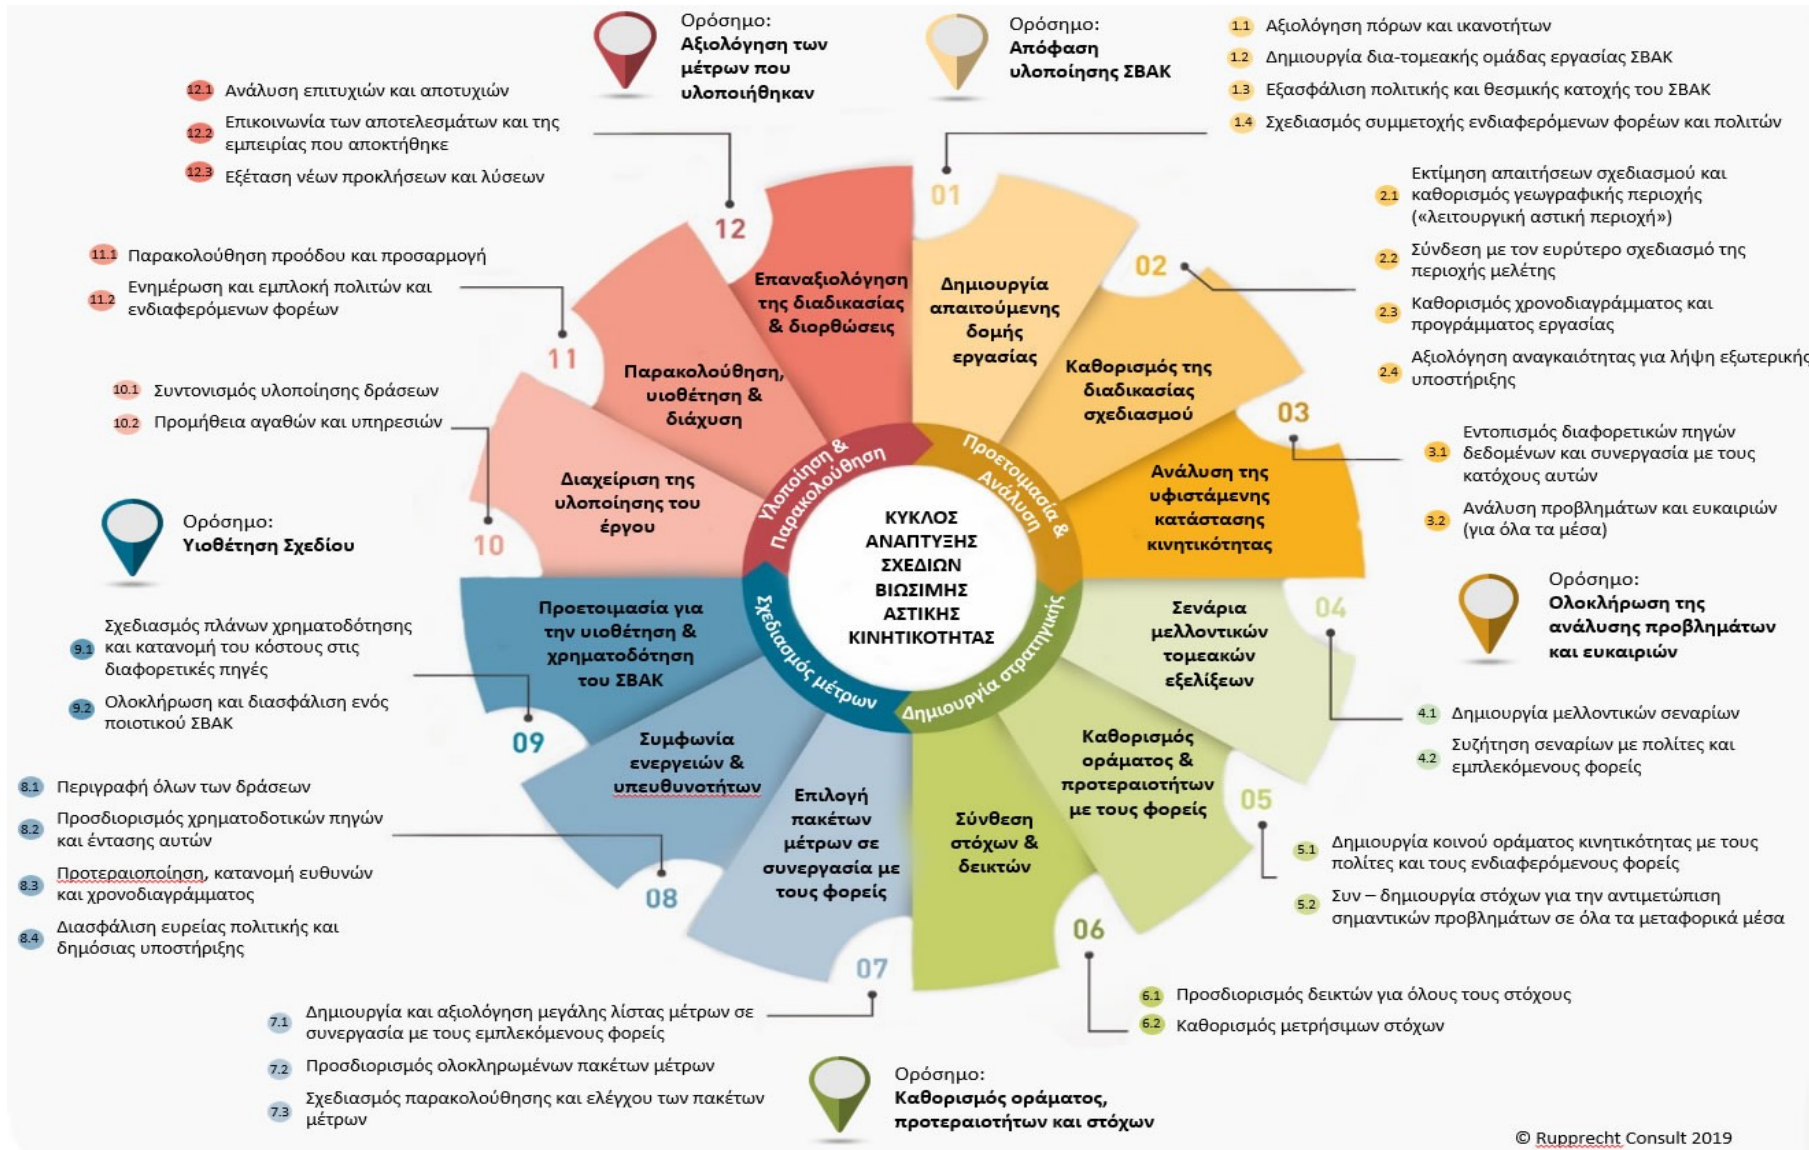 Ορόσημο:
Αξιολόγηση των
μέτρων που
υλοποιήθηκαν
Ορόσημο:
Απόφαση
υλοποίησης ΣΒΑΚ
1.1 Αξιολόγηση πόρων και ικανοτήτων
1.2 Δημιουργία δια-τομεακής ομάδας εργασίας ΣΒΑΚ
1.3 Εξασφάλιση πολιτικής και θεσμικής κατοχής του ΣΒΑΚ
1.4 Σχεδιασμός συμμετοχής ενδιαφερόμενων φορέων και πολιτών
12.1 Ανάλυση επιτυχιών και αποτυχιών
12.2 Επικοινωνία των αποτελεσμάτων και της
εμπειρίας που αποκτήθηκε
12.3 Εξέταση νέων προκλήσεων και λύσεων
2.1 Εκτίμηση απαιτήσεων σχεδιασμού και
καθορισμός γεωγραφικής περιοχής
(«λειτουργική αστική περιοχή»)
2.2 Σύνδεση με τον ευρύτερο σχεδιασμό της
περιοχής μελέτης
2.3 Καθορισμός χρονοδιαγράμματος και
προγράμματος εργασίας
2.4 Αξιολόγηση αναγκαιότητας για λήψη εξωτερικής
υποστήριξης
11.1 Παρακολούθηση προόδου και προσαρμογή
11.2 Ενημέρωση και εμπλοκή πολιτών και
ενδιαφερόμενων φορέων
10.1 Συντονισμός υλοποίησης δράσεων
10.2 Προμήθεια αγαθών και υπηρεσιών
3.1 Εντοπισμός διαφορετικών πηγών
δεδομένων και συνεργασία με τους
κατόχους αυτών
3.2 Ανάλυση προβλημάτων και ευκαιριών
(για όλα τα μέσα)
Ορόσημο:
Υιοθέτηση Σχεδίου
Ορόσημο:
Ολοκλήρωση της
ανάλυσης προβλημάτων
και ευκαιριών
01
Δημιουργία
απαιτούμενης
δομής
εργασίας
02
Καθορισμός της
διαδικασίας
σχεδιασμού
03
Ανάλυση της
υφιστάμενης
κατάστασης
κινητικότητας
04
Σενάρια
μελλοντικών
τομεακών
εξελίξεων
05
Καθορισμός
οράματος &
προτεραιοτήτων
με τους φορείς
06
Σύνθεση
στόχων &
δεικτών
07
Επιλογή
πακέτων
μέτρων σε
συνεργασία με
τους φορείς
08
Συμφωνία
ενεργειών &
υπευθυνοτήτων
09
Προετοιμασία για
την υιοθέτηση &
χρηματοδότηση
του ΣΒΑΚ
10
Διαχείριση της
υλοποίησης του
έργου
11
Παρακολούθηση,
υιοθέτηση &
διάχυση
12
Επαναξιολόγηση
της διαδικασίας
& διορθώσεις
Προετοιμασία &
Ανάλυση
Δημιουργία στρατηγικής
Σχεδιασμός μέτρων
Υλοποίηση &
Παρακολούθηση
ΚΥΚΛΟΣ
ΑΝΑΠΤΥΞΗΣ
ΣΧΕΔΙΩΝ
ΒΙΩΣΙΜΗΣ
ΑΣΤΙΚΗΣ
ΚΙΝΗΤΙΚΟΤΗΤΑΣ
9.1 Σχεδιασμός πλάνων χρηματοδότησης
και κατανομή του κόστους στις
διαφορετικές πηγές
9.2 Ολοκλήρωση και διασφάλιση ενός
ποιοτικού ΣΒΑΚ
4.1 Δημιουργία μελλοντικών σεναρίων
4.2 Συζήτηση σεναρίων με πολίτες και
εμπλεκόμενους φορείς
8.1 Περιγραφή όλων των δράσεων
8.2 Προσδιορισμός χρηματοδοτικών πηγών
και έντασης αυτών
8.3 Προτεραιοποίηση, κατανομή ευθυνών
και χρονοδιαγράμματος
8.4 Διασφάλιση ευρείας πολιτικής και
δημόσιας υποστήριξης
5.1 Δημιουργία κοινού οράματος κινητικότητας με τους
πολίτες και τους ενδιαφερόμενους φορείς
5.2 Συν – δημιουργία στόχων για την αντιμετώπιση
σημαντικών προβλημάτων σε όλα τα μεταφορικά μέσα
7.1 Δημιουργία και αξιολόγηση μεγάλης λίστας μέτρων σε
συνεργασία με τους εμπλεκόμενους φορείς
7.2 Προσδιορισμός ολοκληρωμένων πακέτων μέτρων
7.3 Σχεδιασμός παρακολούθησης και ελέγχου των πακέτων
μέτρων
6.1 Προσδιορισμός δεικτών για όλους τους στόχους
6.2 Καθορισμός μετρήσιμων στόχων
Ορόσημο:
Καθορισμός οράματος,
προτεραιοτήτων και στόχων
© Rupprecht Consult 2019